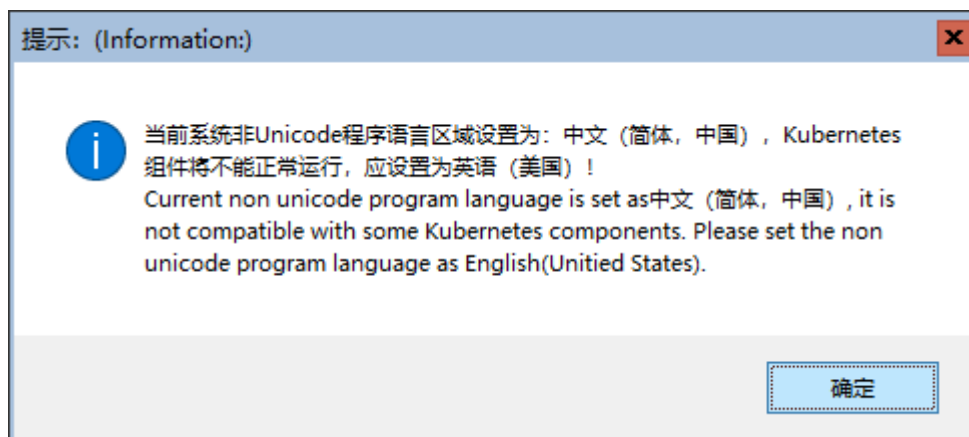 提示: (Information:)
当前系统非Unicode程序语言区域设置为：中文（简体，中国）, Kubernetes
组件将不能正常运行，应设置为英语（美国）！
Current non unicode program language is set as中文（简体，中国）, it is
not compatible with some Kubernetes components. Please set the non
unicode program language as English(Unitied States).
确定